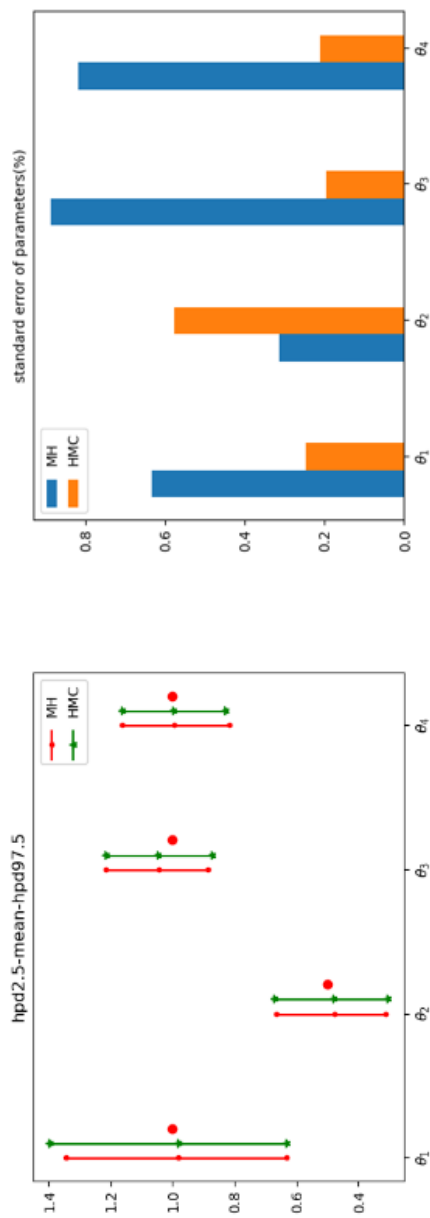 hpd2.5-mean-hpd97.5
MH
HMC
1.4
1.2
1.0
0.8
0.6
0.4
θ1
θ2
θ3
θ4
standard error of parameters(%)
MH
HMC
0.8
0.6
0.4
0.2
0.0
θ1
θ2
θ3
θ4